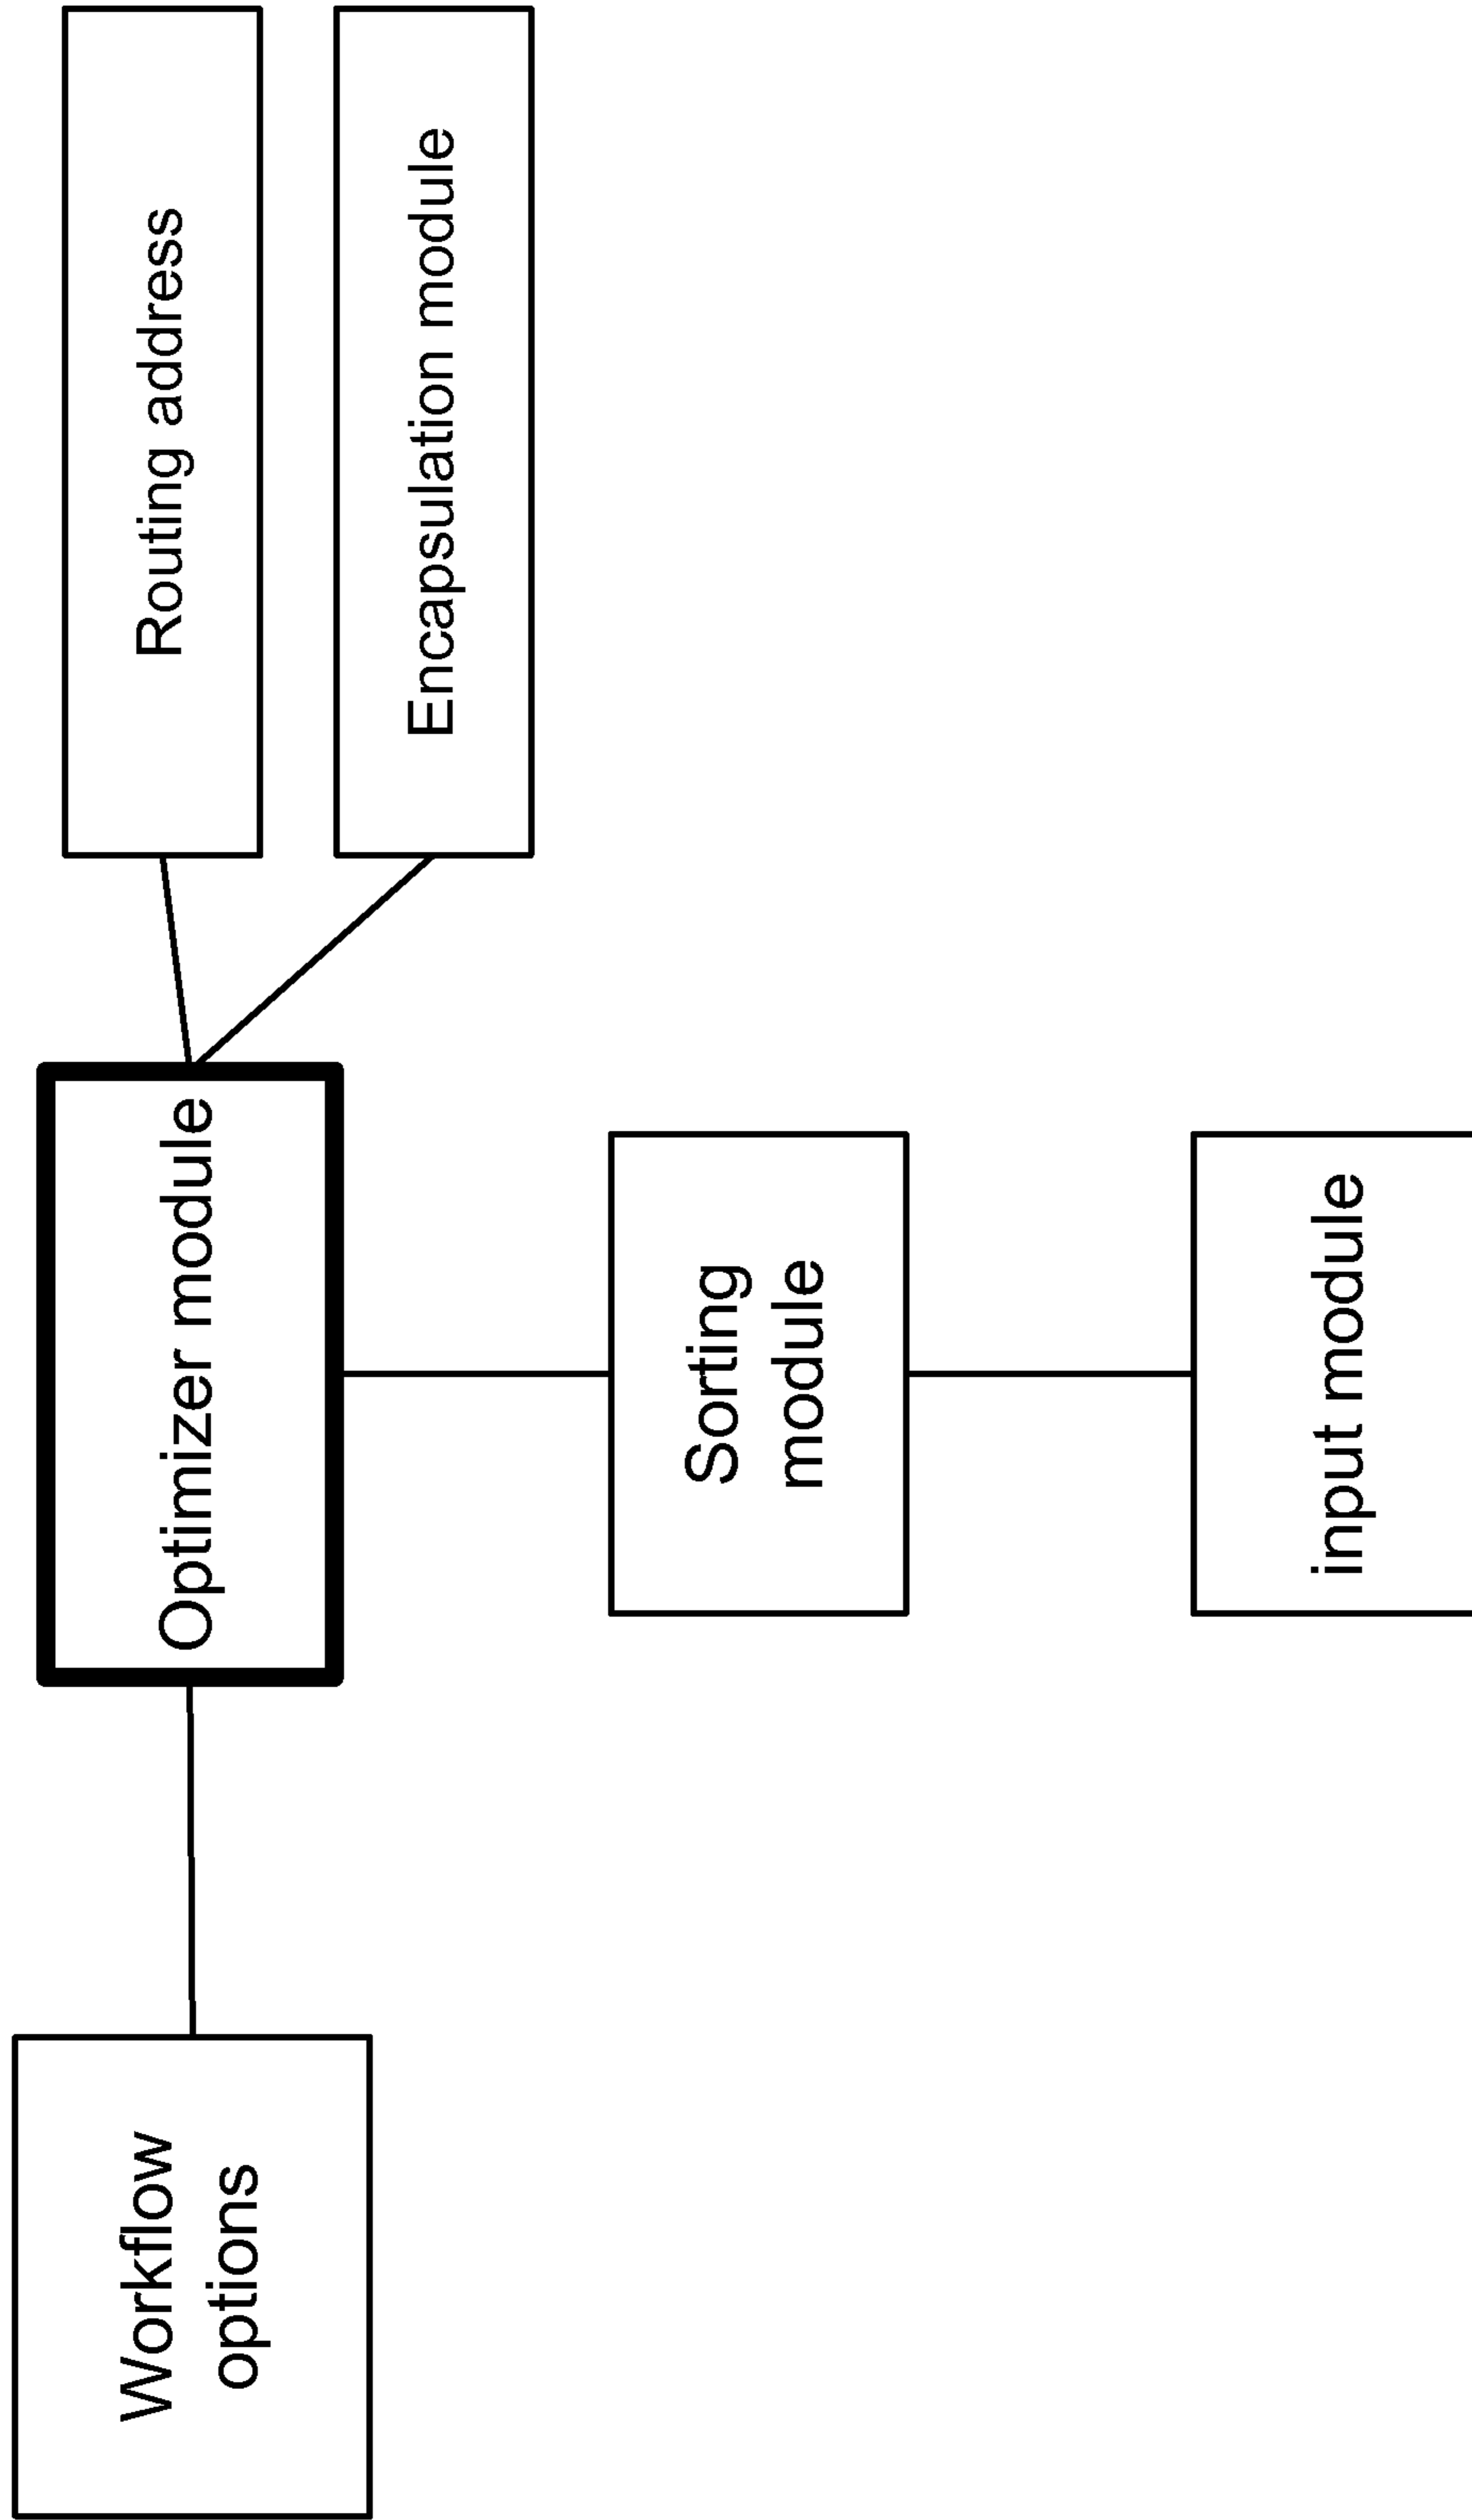 Workflow
options
Optimizer module
Routing address
Encapsulation module
Sorting
module
input module